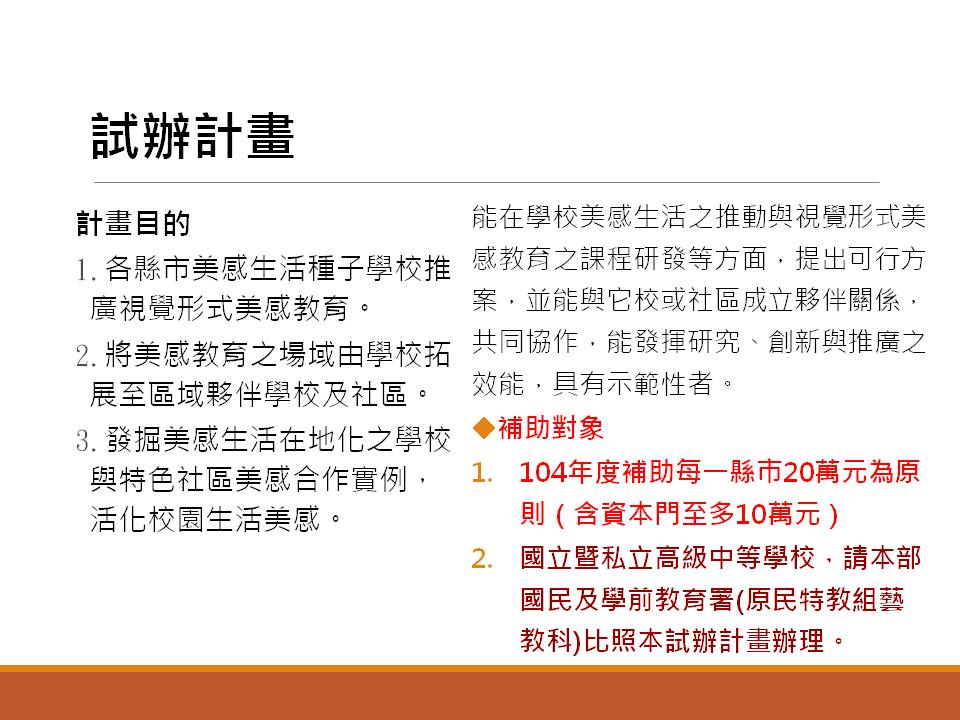 試辦計畫
計畫目的
1. 各縣市美感生活種子學校推
廣視覺形式美感教育。
2. 將美感教育之場域由學校拓
展至區域夥伴學校及社區。
3. 發掘美感生活在地化之學校
與特色社區美感合作實例，
活化校園生活美感。
能在學校美感生活之推動與視覺形式美
感教育之課程研發等方面，提出可行方
案，並能與它校或社區成立夥伴關係，
共同協作，能發揮研究、創新與推廣之
效能，具有示範性者。
◆補助對象
1. 104年度補助每一縣市20萬元為原
則（含資本門至多10萬元）
2. 國立暨私立高級中等學校，請本部
國民及學前教育署(原民特教組藝
教科)比照本試辦計畫辦理。